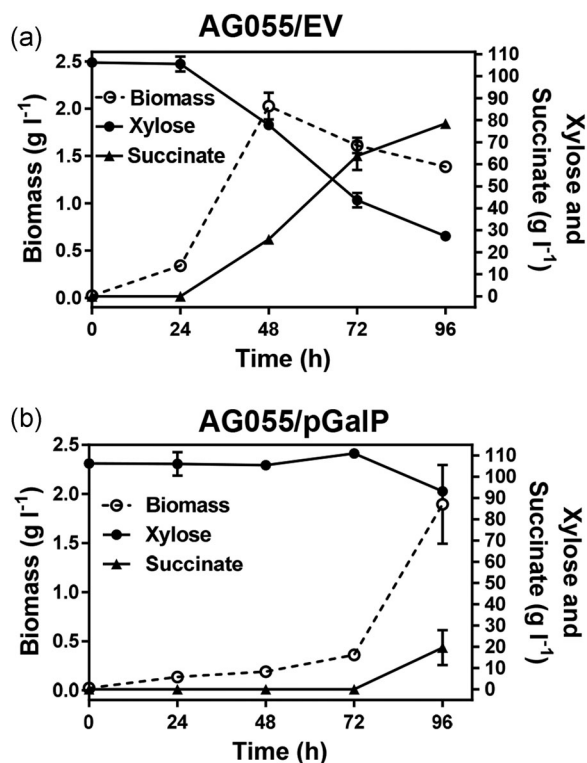 (a)
AG055/EV
Biomass (g l⁻¹)
2.5
2.0
1.5
1.0
0.5
0.0
Biomass
Xylose
Succinate
110
100
90
80
70
60
50
40
30
20
10
0
Xylose and
Succinate (g l⁻¹)
0 24 48 72 96
Time (h)
(b)
AG055/pGalP
Biomass (g l⁻¹)
2.5
2.0
1.5
1.0
0.5
0.0
Biomass
Xylose
Succinate
110
100
90
80
70
60
50
40
30
20
10
0
Xylose and
Succinate (g l⁻¹)
0 24 48 72 96
Time (h)